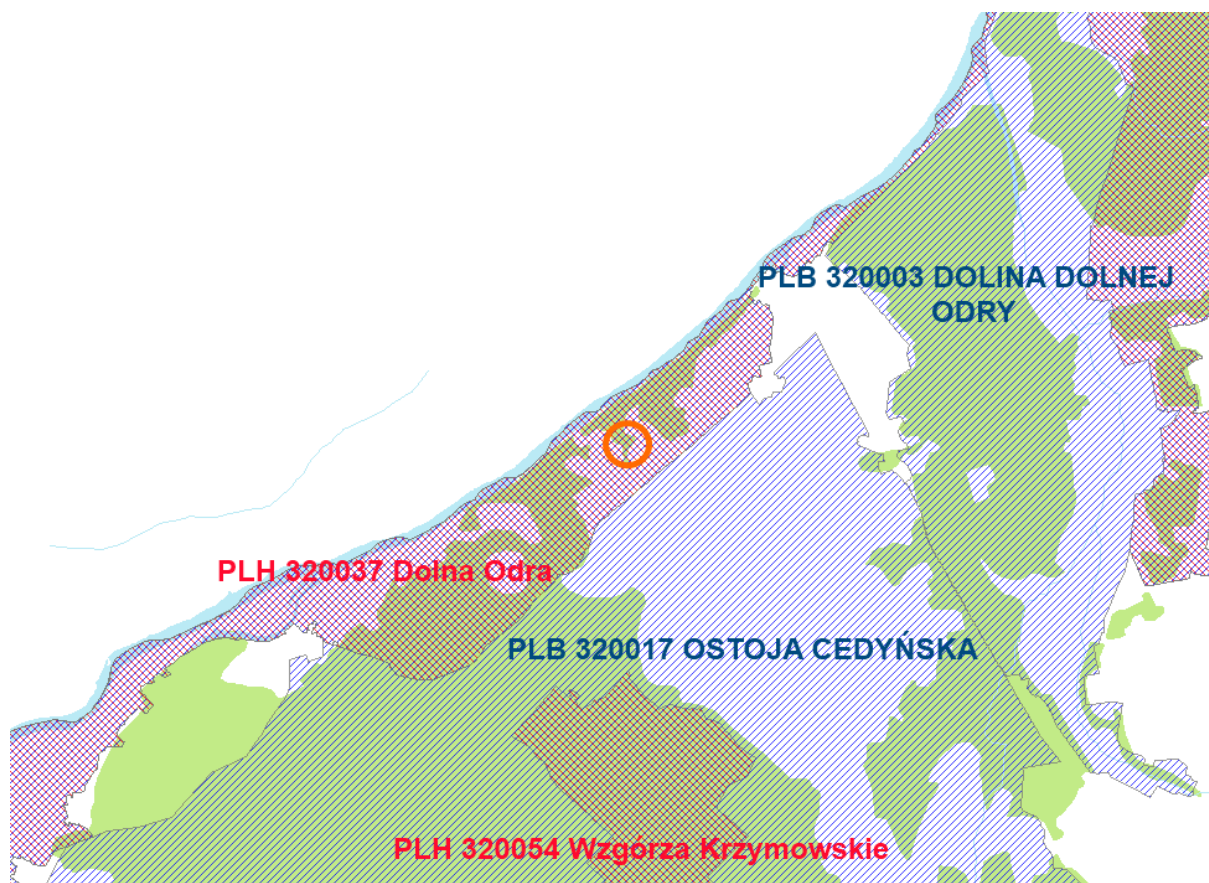 PLB 320003 DOLINA DOLNEJ
ODRY
PLH 320037 Dolna Odra
PLB 320017 OSTOJA CEDYŃSKA
PLH 320054 Wzgórza Krzymowskie